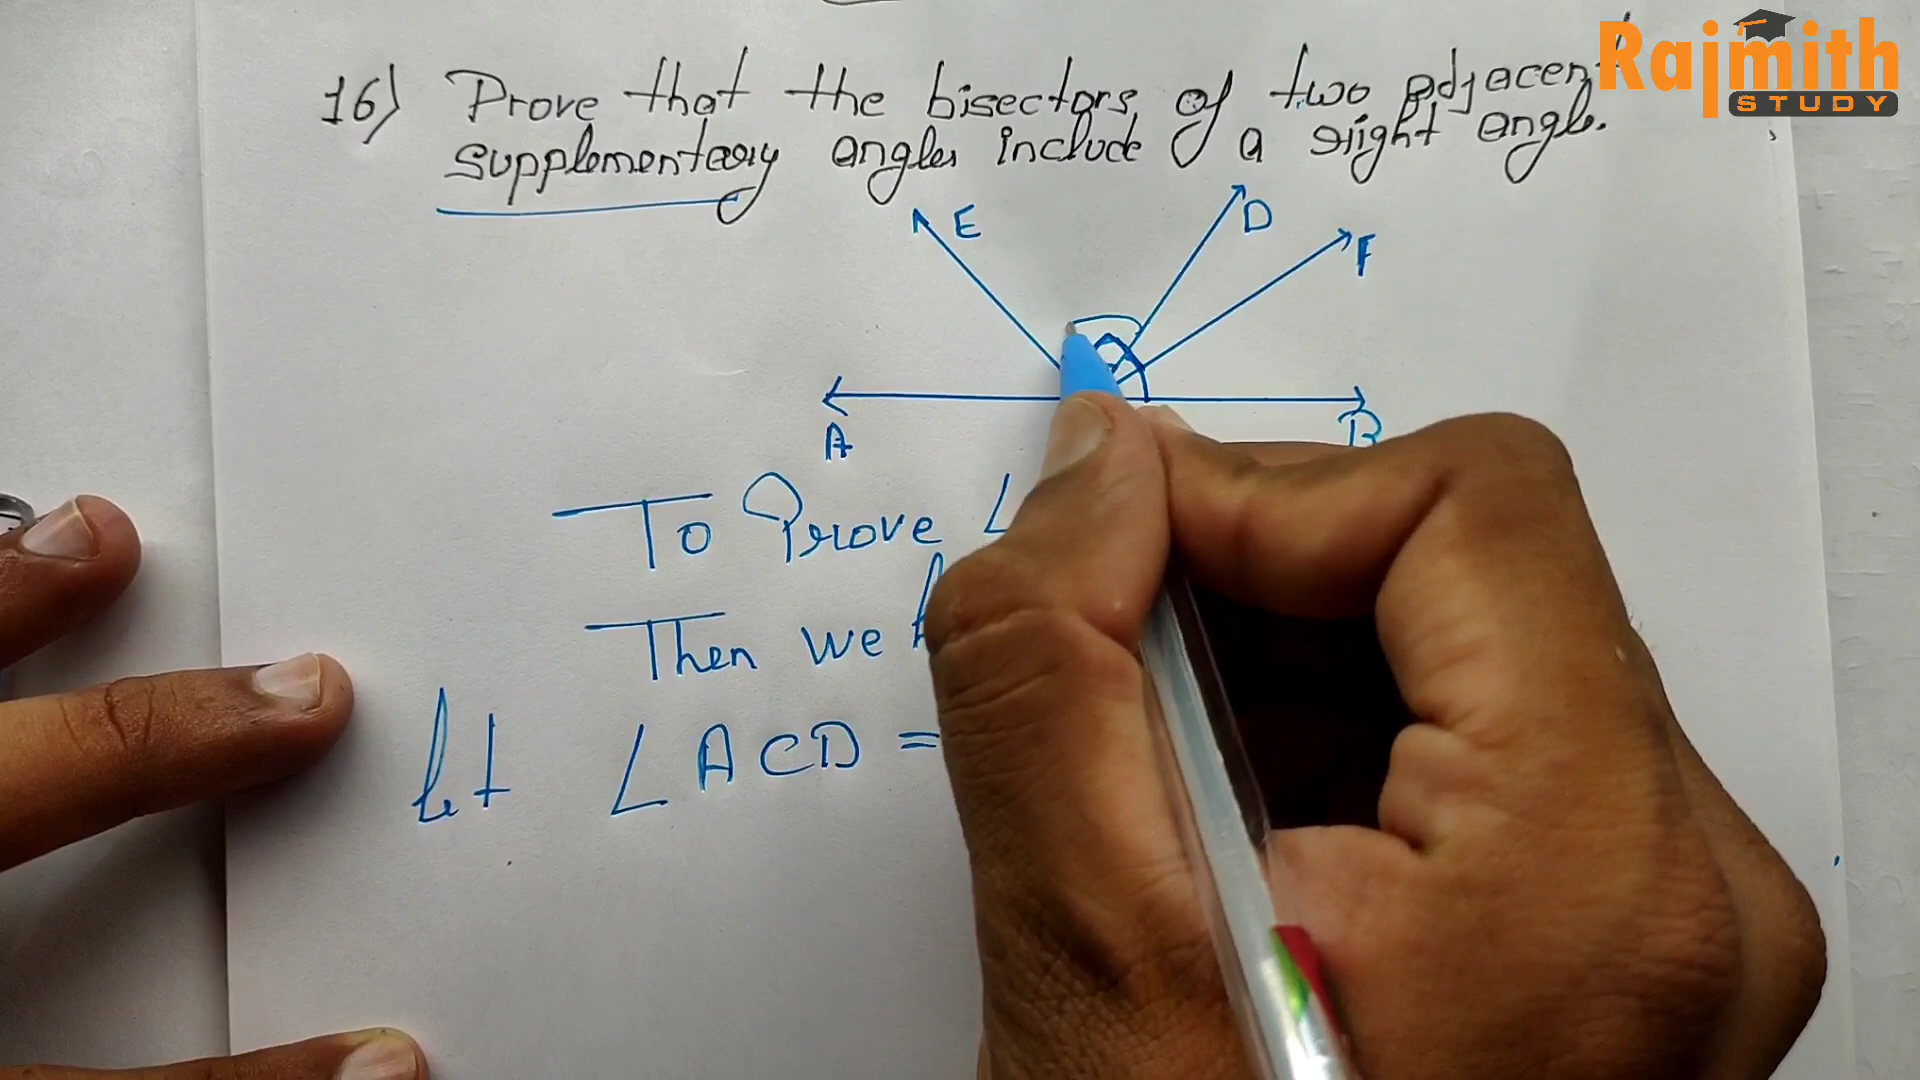 Rajmith
STUDY
16) Prove that the bisectors of two adjacent
supplementary angles include a right angle.
E
D
F
A
B
To Prove ∠
Then we
let ∠ACD =